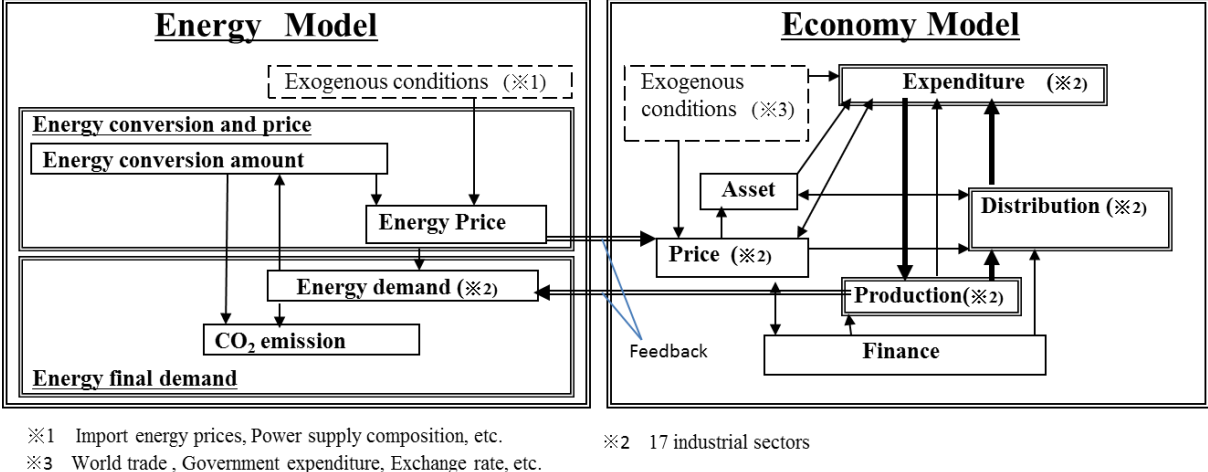 Energy Model
Exogenous conditions (※1)
Energy conversion and price
Energy conversion amount
Energy Price
Energy demand (※2)
CO2 emission
Energy final demand
Economy Model
Exogenous
conditions (※3)
Expenditure (※2)
Asset
Distribution (※2)
Price (※2)
Production(※2)
Finance
Feedback
※1 Import energy prices, Power supply composition, etc.
※2 17 industrial sectors
※3 World trade , Government expenditure, Exchange rate, etc.